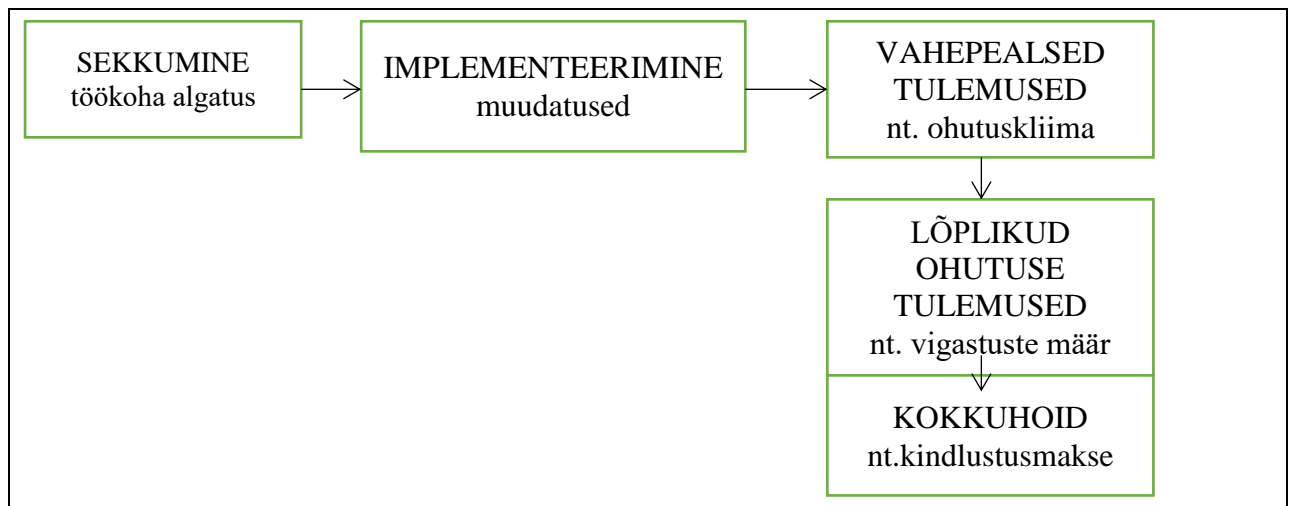 SEKKUMINE
töökoha algatus
IMPLEMENTEERIMINE
muudatused
VAHEPEALSED
TULEMUSED
nt. ohutuskliima
LÕPLIKUD
OHUTUSE
TULEMUSED
nt. vigastuste määr
KOKKUHOID
nt.kindlustusmakse